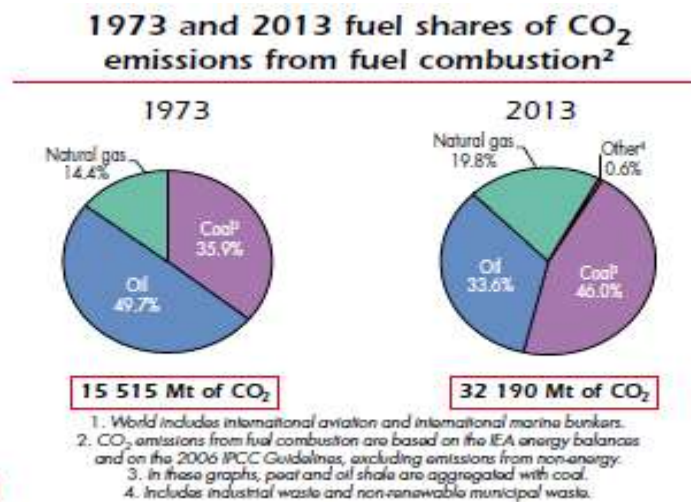 1973 and 2013 fuel shares of CO₂
emissions from fuel combustion²
1973
2013
Natural gas
14.4%
Coal³
35.9%
Oil
49.7%
Natural gas
19.8%
Other⁴
0.6%
Oil
33.6%
Coal³
46.0%
15 515 Mt of CO₂
32 190 Mt of CO₂
1. World includes international aviation and international marine bunkers.
2. CO₂ emissions from fuel combustion are based on the IEA energy balances
and on the 2006 IPCC Guidelines, excluding emissions from non-energy.
3. In these graphs, peat and oil shale are aggregated with coal.
4. Includes industrial waste and non-renewable municipal waste.